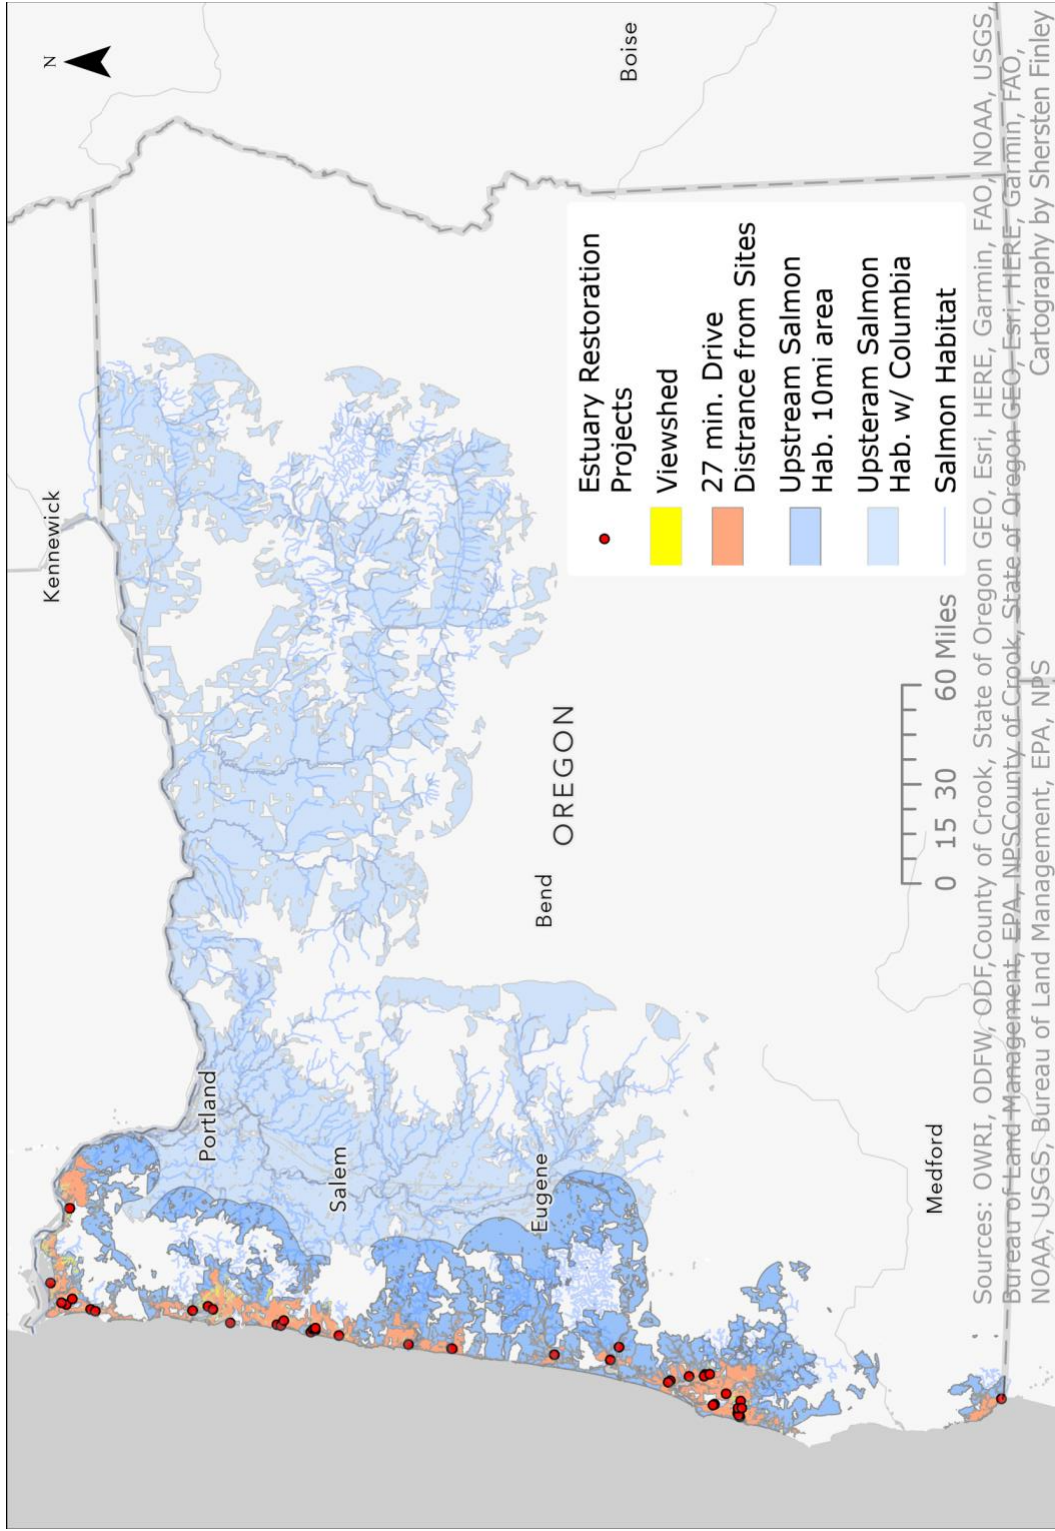 N
Kennewick
Boise
Portland
Salem
Eugene
Bend
OREGON
Medford
Estuary Restoration
Projects
Viewshed
27 min. Drive
Distrance from Sites
Upstream Salmon
Hab. 10mi area
Upsteram Salmon
Hab. w/ Columbia
Salmon Habitat
0 15 30 60 Miles
Sources: OWRI, ODFW, ODF,County of Crook, State of Oregon GEO, Esri, HERE, Garmin, FAO, NOAA, USGS,
Bureau of Land Management, EPA, NPSCounty of Crook, State of Oregon GEO, Esri, HERE, Garmin, FAO,
NOAA, USGS, Bureau of Land Management, EPA, NPS
Cartography by Shersten Finley